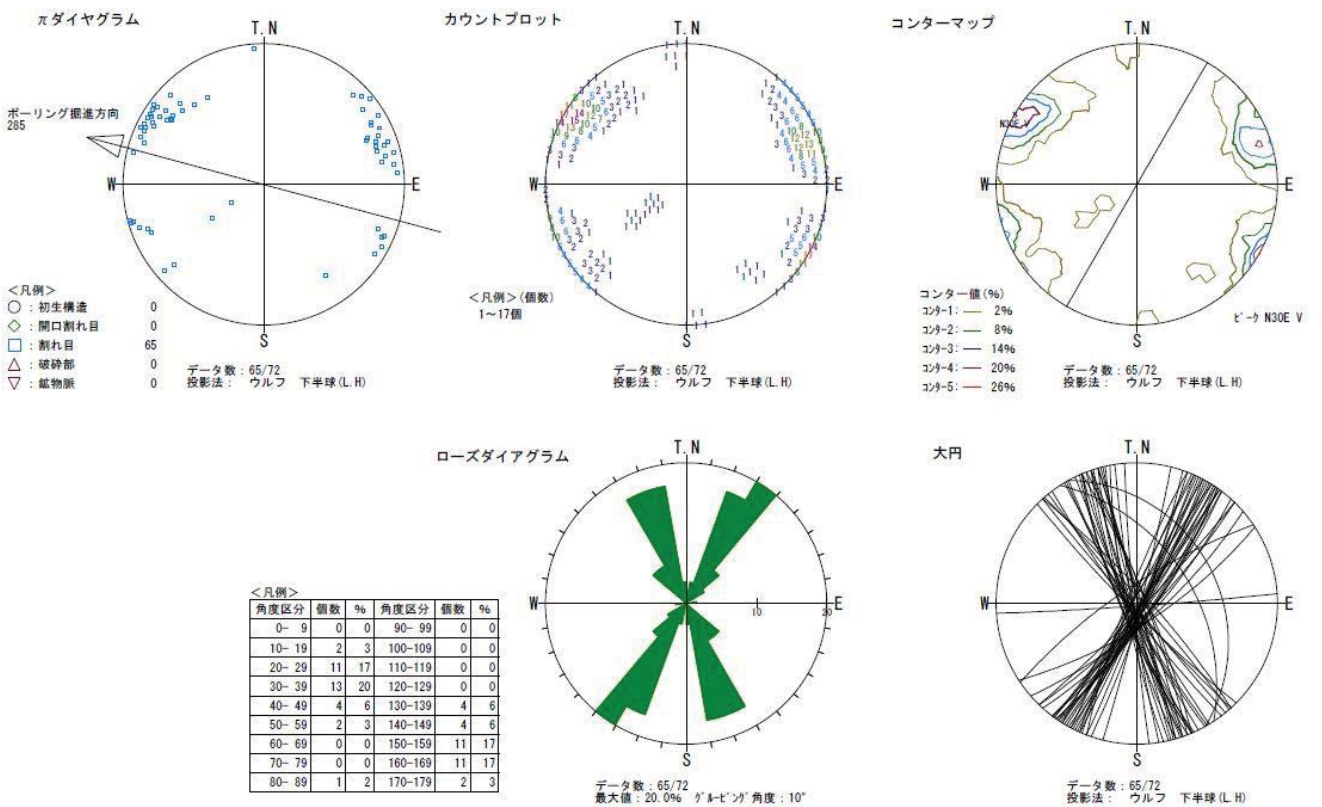 πダイヤグラム
T.N
ボーリング掘進方向
285
W
E
S
<凡例>
○ : 初生構造 0
◇ : 開口割れ目 0
□ : 割れ目 65
△ : 破砕部 0
▽ : 鉱物脈 0
データ数 : 65/72
投影法 : ウルフ 下半球(L.H)
カウントプロット
T.N
W
E
S
<凡例>(個数)
1～17個
データ数 : 65/72
投影法 : ウルフ 下半球(L.H)
コンターマップ
T.N
N30E V
W
E
S
コンター値(%)
ｺﾝﾀｰ1: 2%
ｺﾝﾀｰ2: 8%
ｺﾝﾀｰ3: 14%
ｺﾝﾀｰ4: 20%
ｺﾝﾀｰ5: 26%
ﾋﾟｰｸ N30E V
データ数 : 65/72
投影法 : ウルフ 下半球(L.H)
ローズダイアグラム
T.N
W
10
20
E
S
<凡例>
角度区分 個数 % 角度区分 個数 %
0- 9 0 0 90- 99 0 0
10- 19 2 3 100-109 0 0
20- 29 11 17 110-119 0 0
30- 39 13 20 120-129 0 0
40- 49 4 6 130-139 4 6
50- 59 2 3 140-149 4 6
60- 69 0 0 150-159 11 17
70- 79 0 0 160-169 11 17
80- 89 1 2 170-179 2 3
データ数 : 65/72
最大値 : 20.0% ｸﾞﾙｰﾋﾟﾝｸﾞ角度 : 10°
大円
T.N
W
E
S
データ数 : 65/72
投影法 : ウルフ 下半球(L.H)